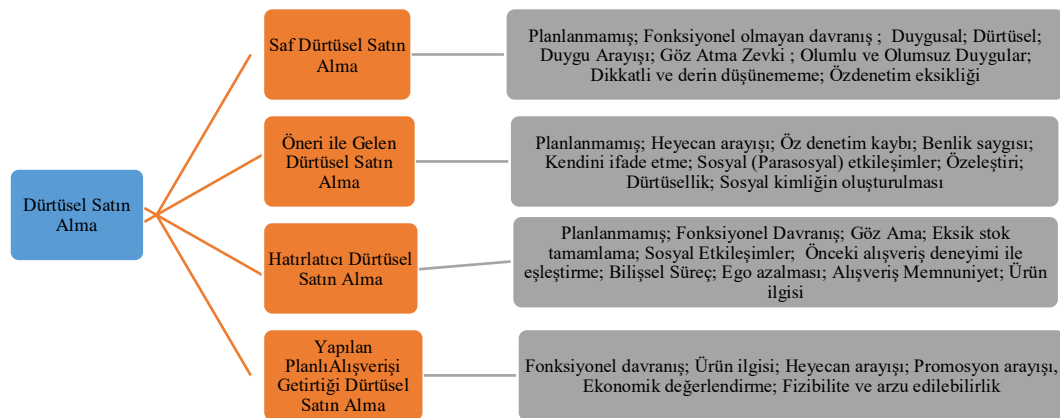 Dürtüsel Satın
Alma
Saf Dürtüsel Satın
Alma
Planlanmamış; Fonksiyonel olmayan davranış ;  Duygusal; Dürtüsel;
Duygu Arayışı; Göz Atma Zevki ; Olumlu ve Olumsuz Duygular;
Dikkatli ve derin düşünememe; Özdenetim eksikliği
Öneri ile Gelen
Dürtüsel Satın
Alma
Planlanmamış; Heyecan arayışı; Öz denetim kaybı; Benlik saygısı;
Kendini ifade etme; Sosyal (Parasosyal) etkileşimler; Özeleştiri;
Dürtüsellik; Sosyal kimliğin oluşturulması
Hatırlatıcı Dürtüsel
Satın Alma
Planlanmamış; Fonksiyonel Davranış; Göz Ama; Eksik stok
tamamlama; Sosyal Etkileşimler;  Önceki alışveriş deneyimi ile
eşleştirme; Bilişsel Süreç; Ego azalması; Alışveriş Memnuniyet; Ürün
ilgisi
Yapılan
PlanlıAlışverişi
Getirtiği Dürtüsel
Satın Alma
Fonksiyonel davranış; Ürün ilgisi; Heyecan arayışı; Promosyon arayışı,
Ekonomik değerlendirme; Fizibilite ve arzu edilebilirlik